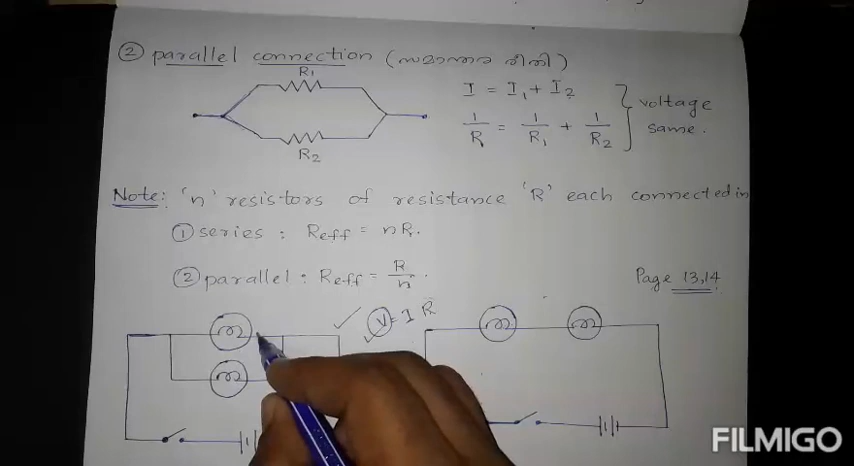 ② parallel connection (സമാന്തര രീതി)
R₁
R₂
I = I₁ + I₂
1/R = 1/R₁ + 1/R₂
voltage same.
Note: 'n' resistors of resistance 'R' each connected in
① series : Reff = nR.
② parallel : Reff = R/n.
Page 13,14
V = I R
FILMIGO